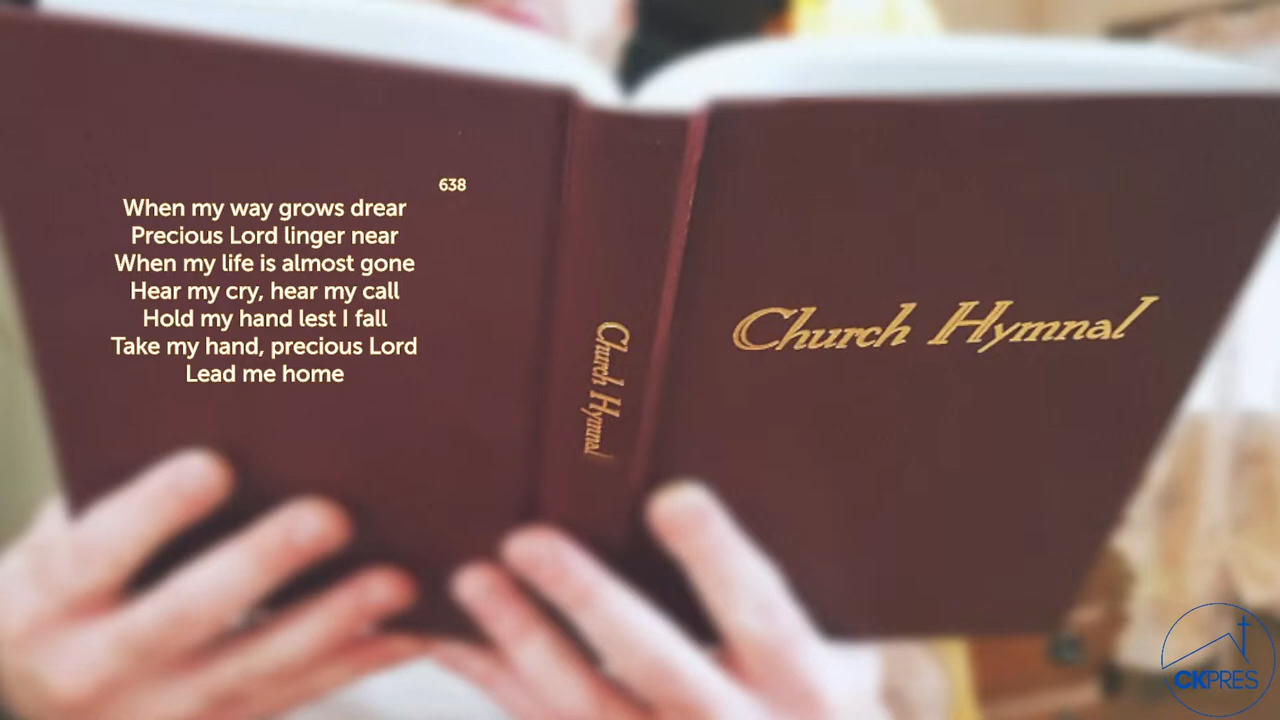 638
When my way grows drear
Precious Lord linger near
When my life is almost gone
Hear my cry, hear my call
Hold my hand lest I fall
Take my hand, precious Lord
Lead me home
Church Hymnal
Church Hymnal
CKPRES